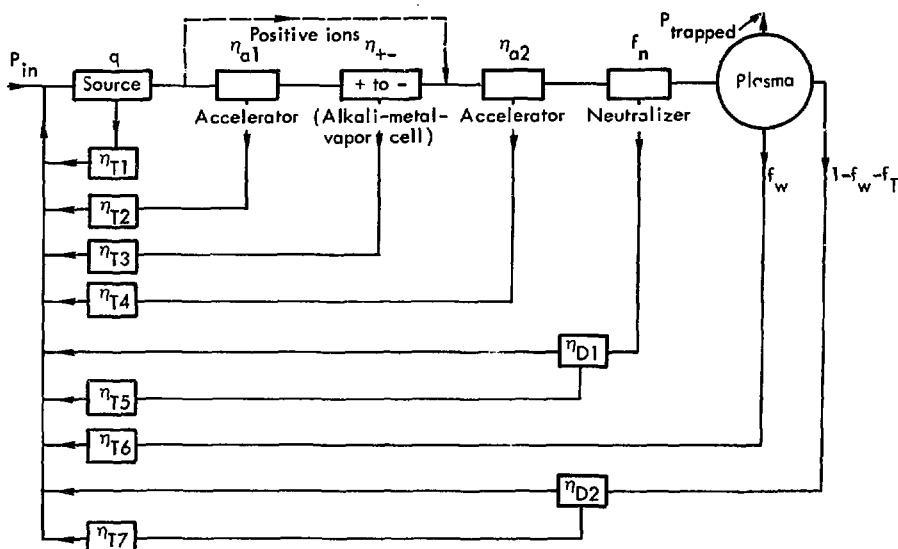 P_trapped
Positive ions
P_in
q
η_a1
η_+-
η_a2
f_n
Source
+ to -
Plasma
Accelerator
(Alkali-metal-
vapor cell)
Accelerator
Neutralizer
η_T1
f_w
1-f_w-f_T
η_T2
η_T3
η_T4
η_D1
η_T5
η_T6
η_D2
η_T7